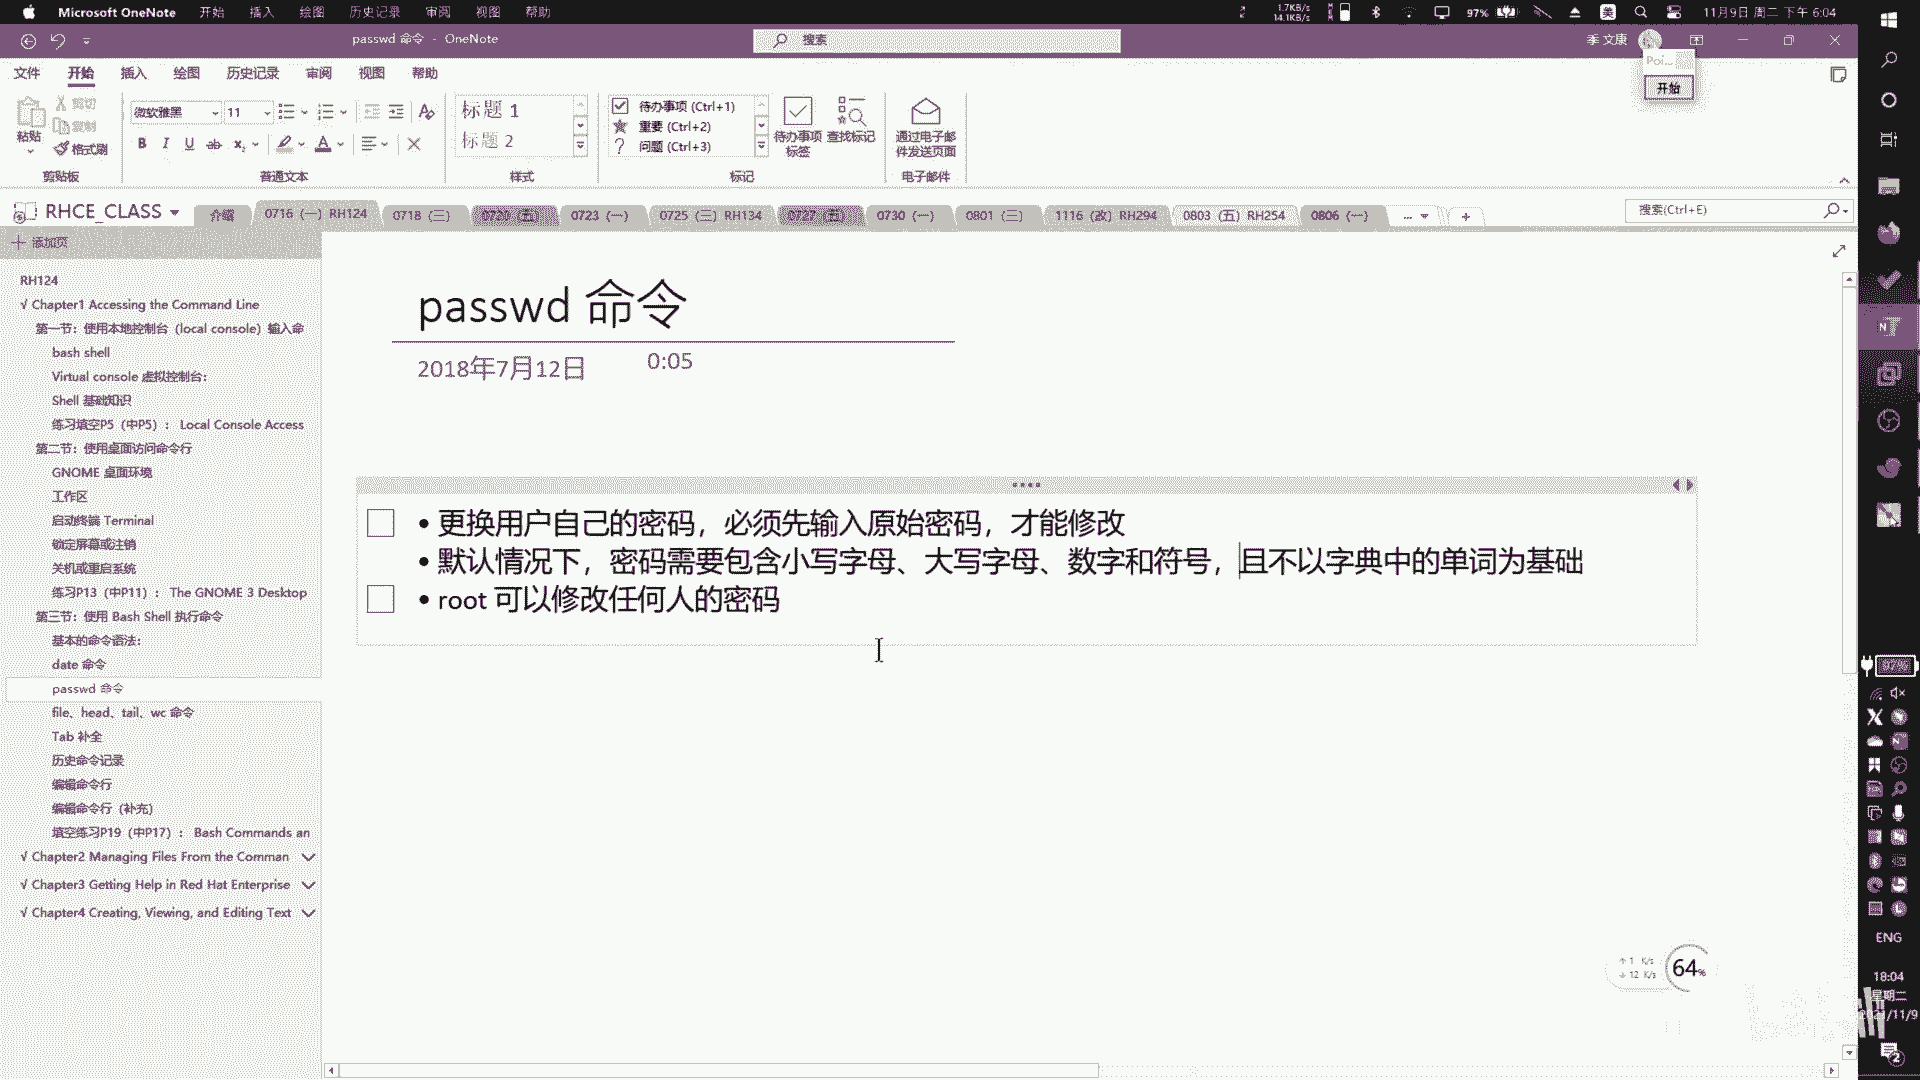 Microsoft OneNote 开始 插入 绘图 历史记录 审阅 视图 帮助
1.7KB/s
14.1KB/s
97%
美
11月9日 周二 下午 6:04
passwd 命令 - OneNote
搜索
季 文康
文件 开始 插入 绘图 历史记录 审阅 视图 帮助
Poi...
开始
粘贴
剪切
复制
格式刷
剪贴板
微软雅黑 11
普通文本
标题 1
标题 2
样式
待办事项 (Ctrl+1)
重要 (Ctrl+2)
问题 (Ctrl+3)
待办事项
标签
查找标记
标记
通过电子邮
件发送页面
电子邮件
RHCE_CLASS
介绍 0716 (一) RH124 0718 (三) 0720 (五) 0723 (一) 0725 (三) RH134 0727 (五) 0730 (一) 0801 (三) 1116 (改) RH294 0803 (五) RH254 0806 (一) ...
搜索(Ctrl+E)
添加页
RH124
√ Chapter1 Accessing the Command Line
第一节：使用本地控制台（local console）输入命
bash shell
Virtual console 虚拟控制台：
Shell 基础知识
练习填空P5（中P5）： Local Console Access
第二节：使用桌面访问命令行
GNOME 桌面环境
工作区
启动终端 Terminal
锁定屏幕或注销
关机或重启系统
练习P13（中P11）： The GNOME 3 Desktop
第三节：使用 Bash Shell 执行命令
基本的命令语法：
date 命令
passwd 命令
file、head、tail、wc 命令
Tab 补全
历史命令记录
编辑命令行
编辑命令行（补充）
填空练习P19（中P17）： Bash Commands an
√ Chapter2 Managing Files From the Comman
√ Chapter3 Getting Help in Red Hat Enterprise
√ Chapter4 Creating, Viewing, and Editing Text
passwd 命令
2018年7月12日 0:05
• 更换用户自己的密码，必须先输入原始密码，才能修改
• 默认情况下，密码需要包含小写字母、大写字母、数字和符号，且不以字典中的单词为基础
• root 可以修改任何人的密码
↑ 1 K/s
↓ 12 K/s
64%
97%
ENG
18:04
星期二
2